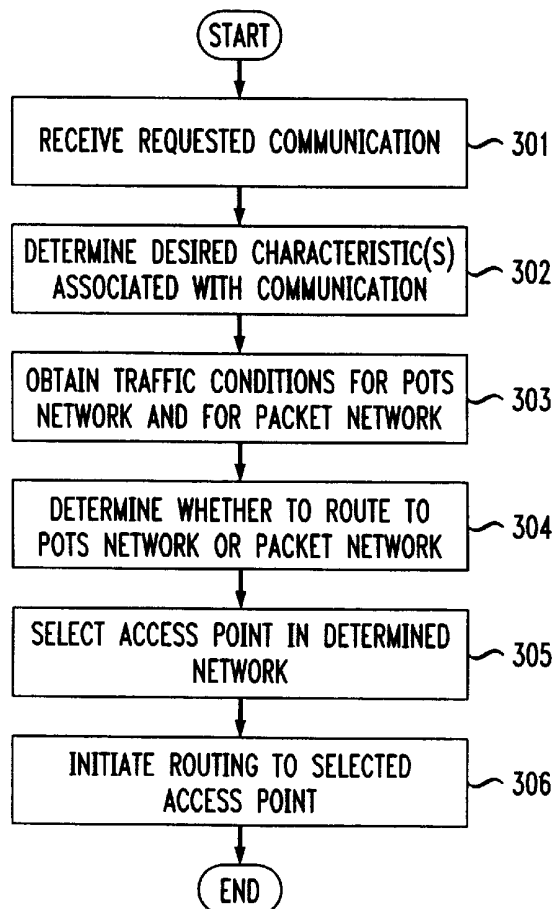 START
RECEIVE REQUESTED COMMUNICATION
301
DETERMINE DESIRED CHARACTERISTIC(S)
ASSOCIATED WITH COMMUNICATION
302
OBTAIN TRAFFIC CONDITIONS FOR POTS
NETWORK AND FOR PACKET NETWORK
303
DETERMINE WHETHER TO ROUTE TO
POTS NETWORK OR PACKET NETWORK
304
SELECT ACCESS POINT IN DETERMINED
NETWORK
305
INITIATE ROUTING TO SELECTED
ACCESS POINT
306
END